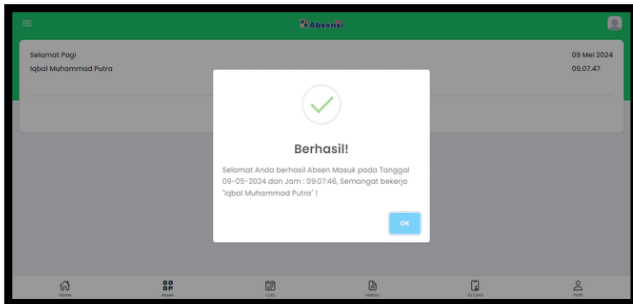 Absensi
Selamat Pagi
09 Mei 2024
Iqbal Muhammad Putra
09.07.47
Berhasil!
Selamat Anda berhasil Absen Masuk pada Tanggal
09-05-2024 dan Jam : 09:07:46, Semangat bekerja
"Iqbal Muhammad Putra" !
OK
Home
Absen
Cuti
History
ID Card
Profil